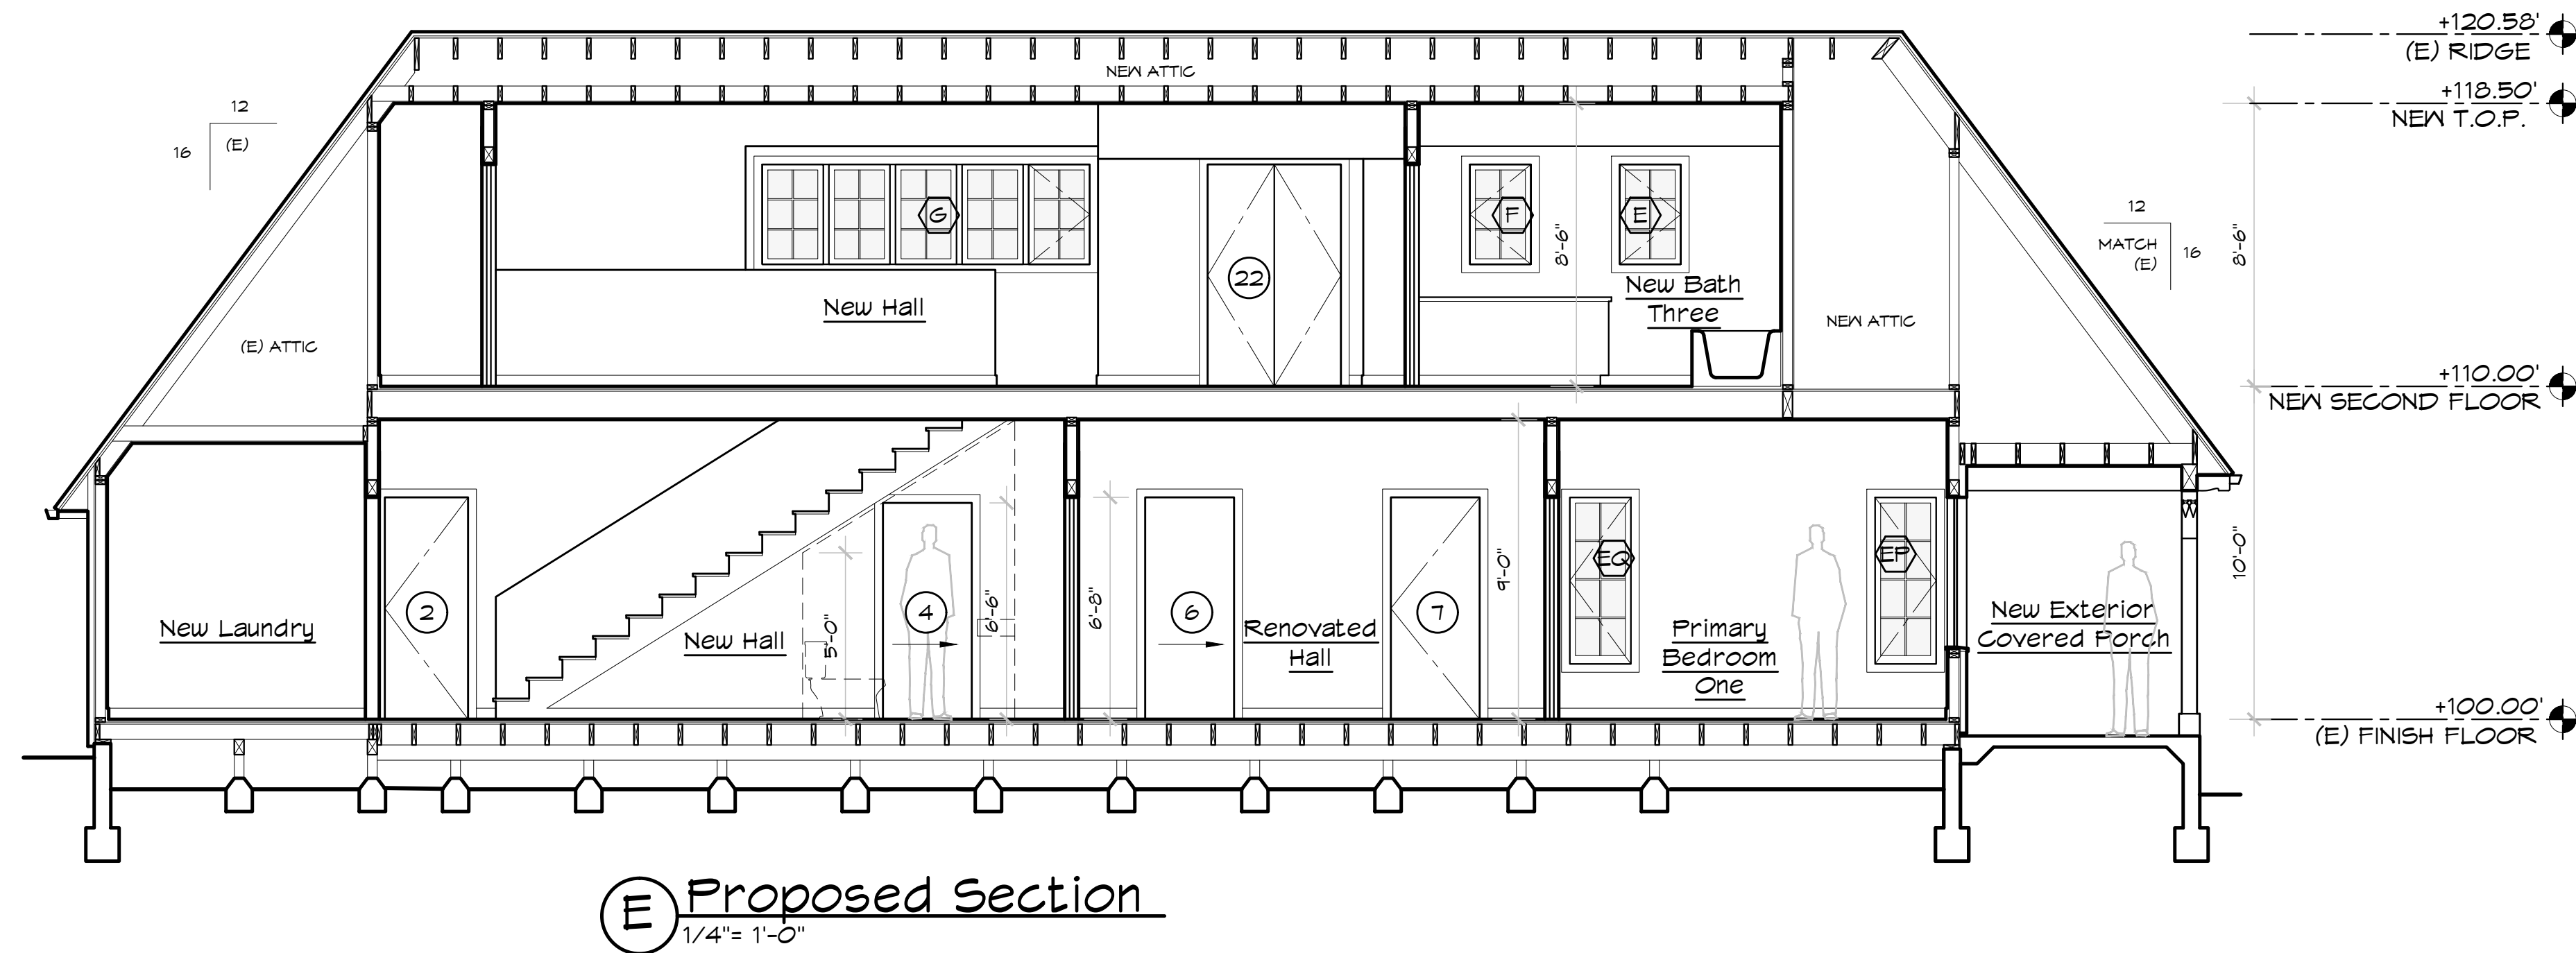 +120.58'
(E) RIDGE
NEW ATTIC
+118.50'
NEW T.O.P.
12
16
(E)
G
F
E
22
8'-6"
New Hall
New Bath
Three
NEW ATTIC
(E) ATTIC
12
MATCH
(E)
16
8'-6"
+110.00'
NEW SECOND FLOOR
2
4
6
7
EQ
EP
5'-0"
6'-6"
6'-8"
9'-0"
10'-0"
New Laundry
New Hall
Renovated
Hall
Primary
Bedroom
One
New Exterior
Covered Porch
+100.00'
(E) FINISH FLOOR
E
Proposed Section
1/4"= 1'-0"